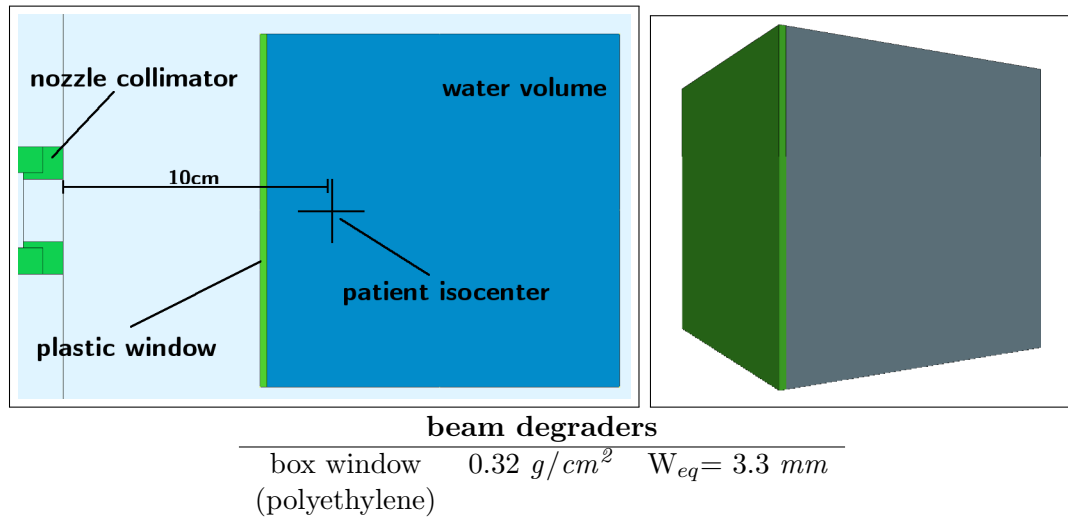 nozzle collimator
water volume
10cm
patient isocenter
plastic window
beam degraders
box window 0.32 g/cm² W_eq= 3.3 mm
(polyethylene)